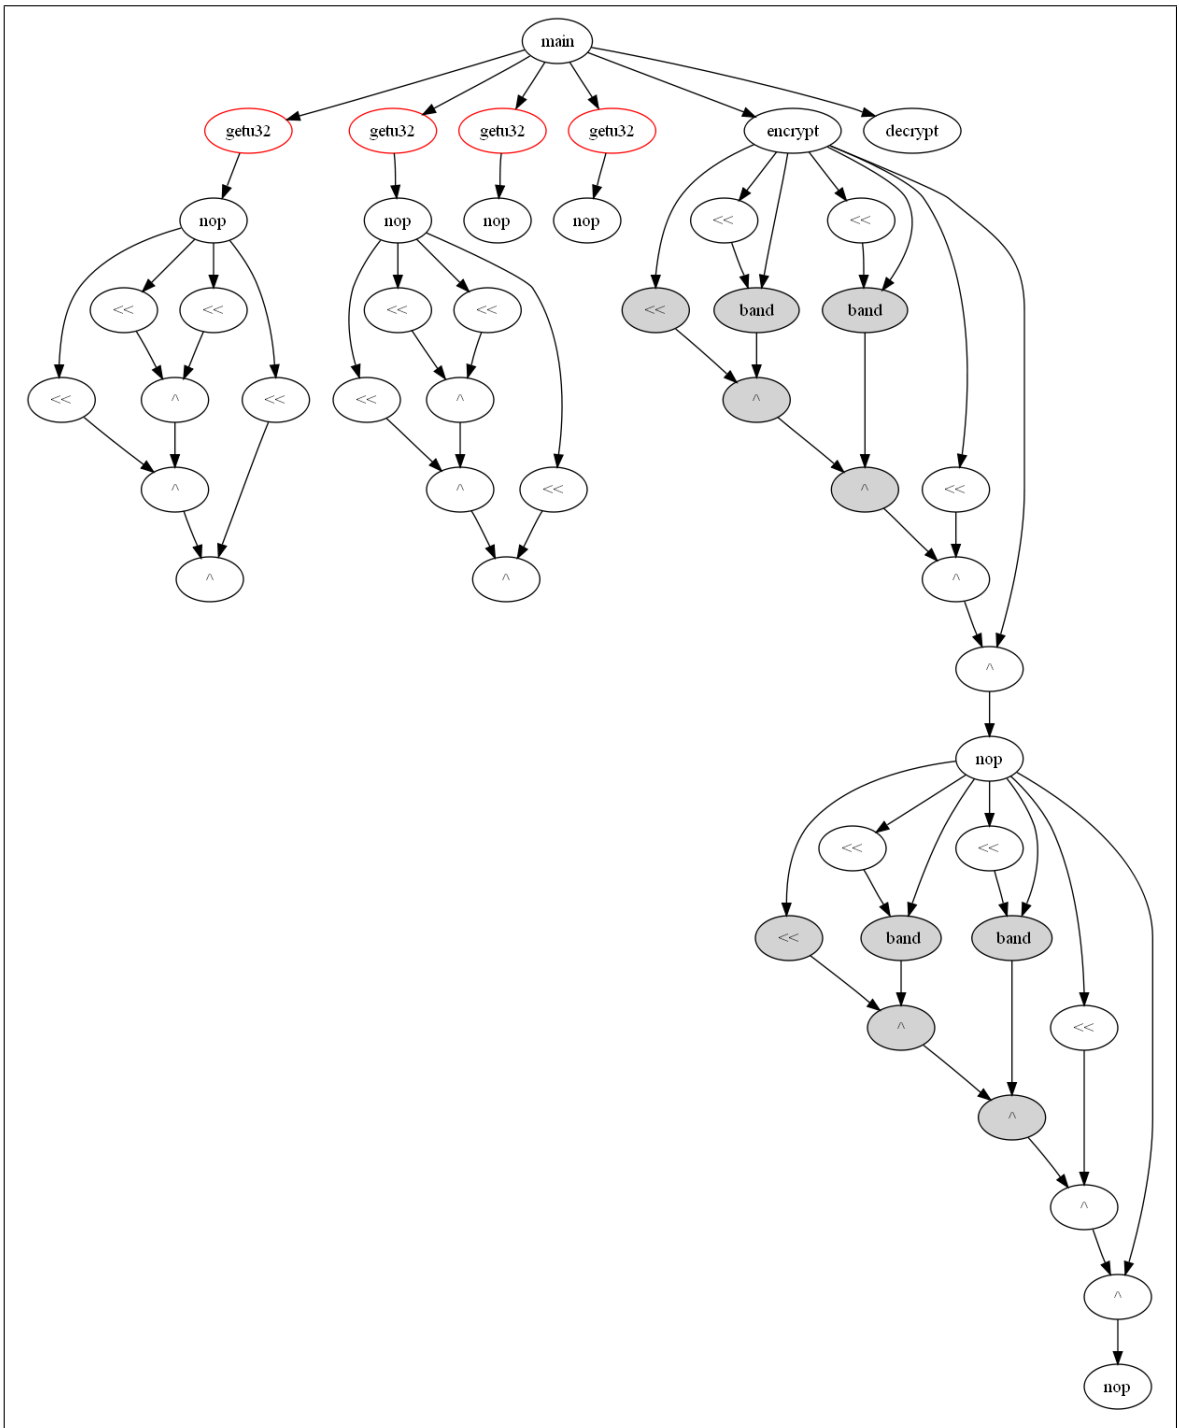 main
getu32 getu32 getu32 getu32 encrypt decrypt
nop nop nop nop << <<
<< << << << << band band
<< ^ << << ^ ^
^ ^ << ^ <<
^ ^ ^
^
nop
<< <<
<< band band
^ <<
^
^
^
nop